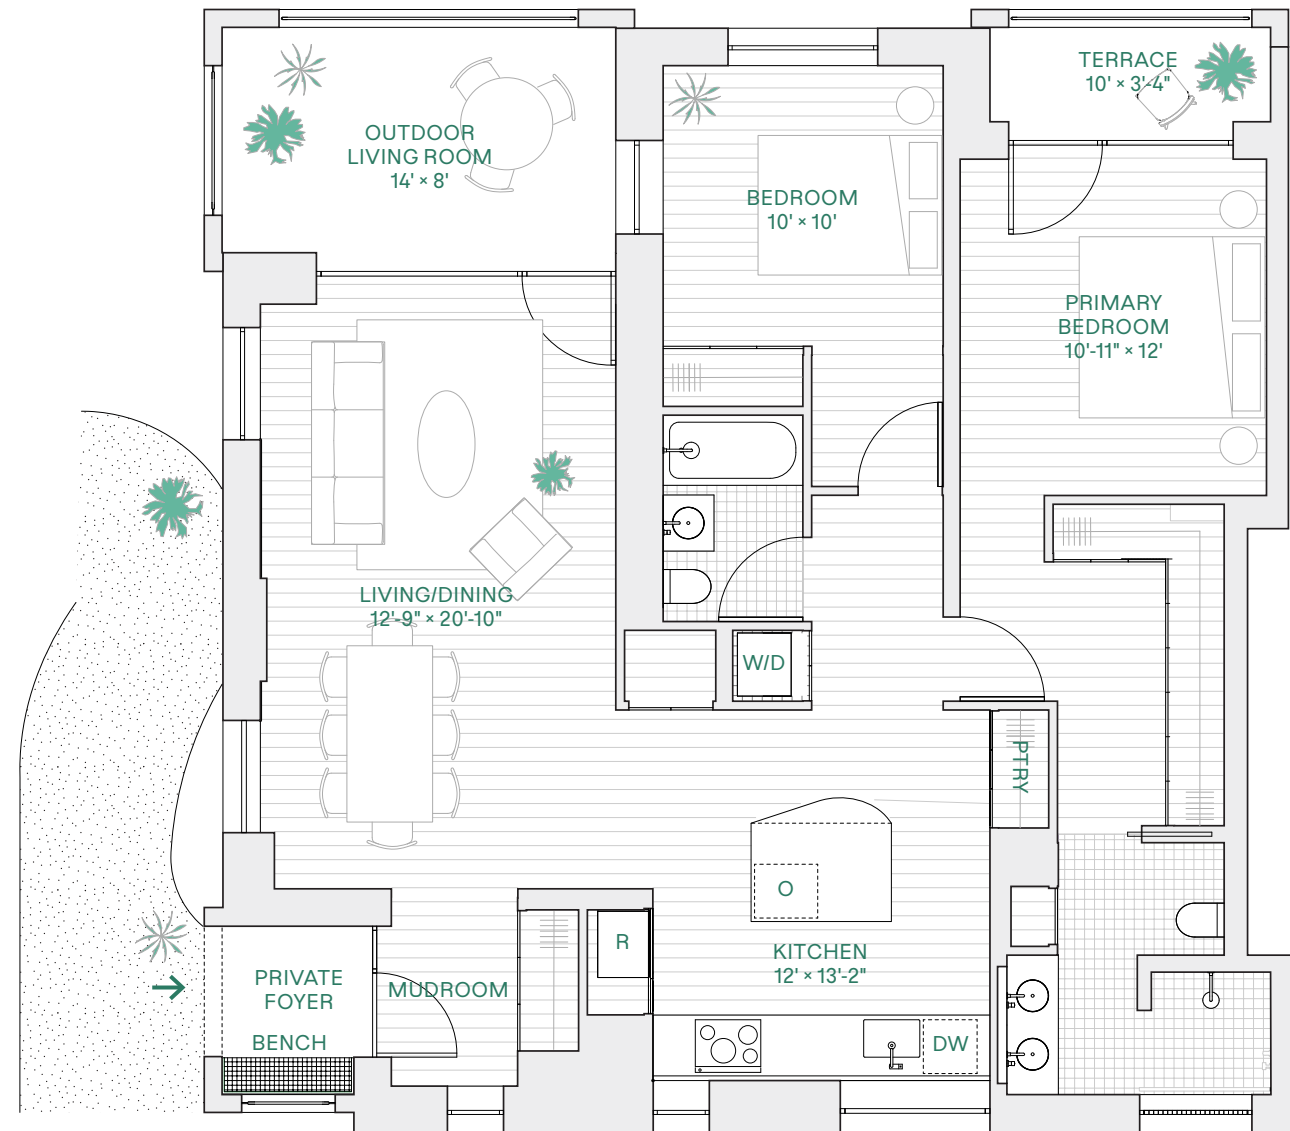 TERRACE
10' × 3'-4"
OUTDOOR
LIVING ROOM
14' × 8'
BEDROOM
10' × 10'
PRIMARY
BEDROOM
10'-11" × 12'
LIVING/DINING
12'-9" × 20'-10"
W/D
PTRY
O
R
KITCHEN
12' × 13'-2"
PRIVATE
FOYER
MUDROOM
BENCH
DW